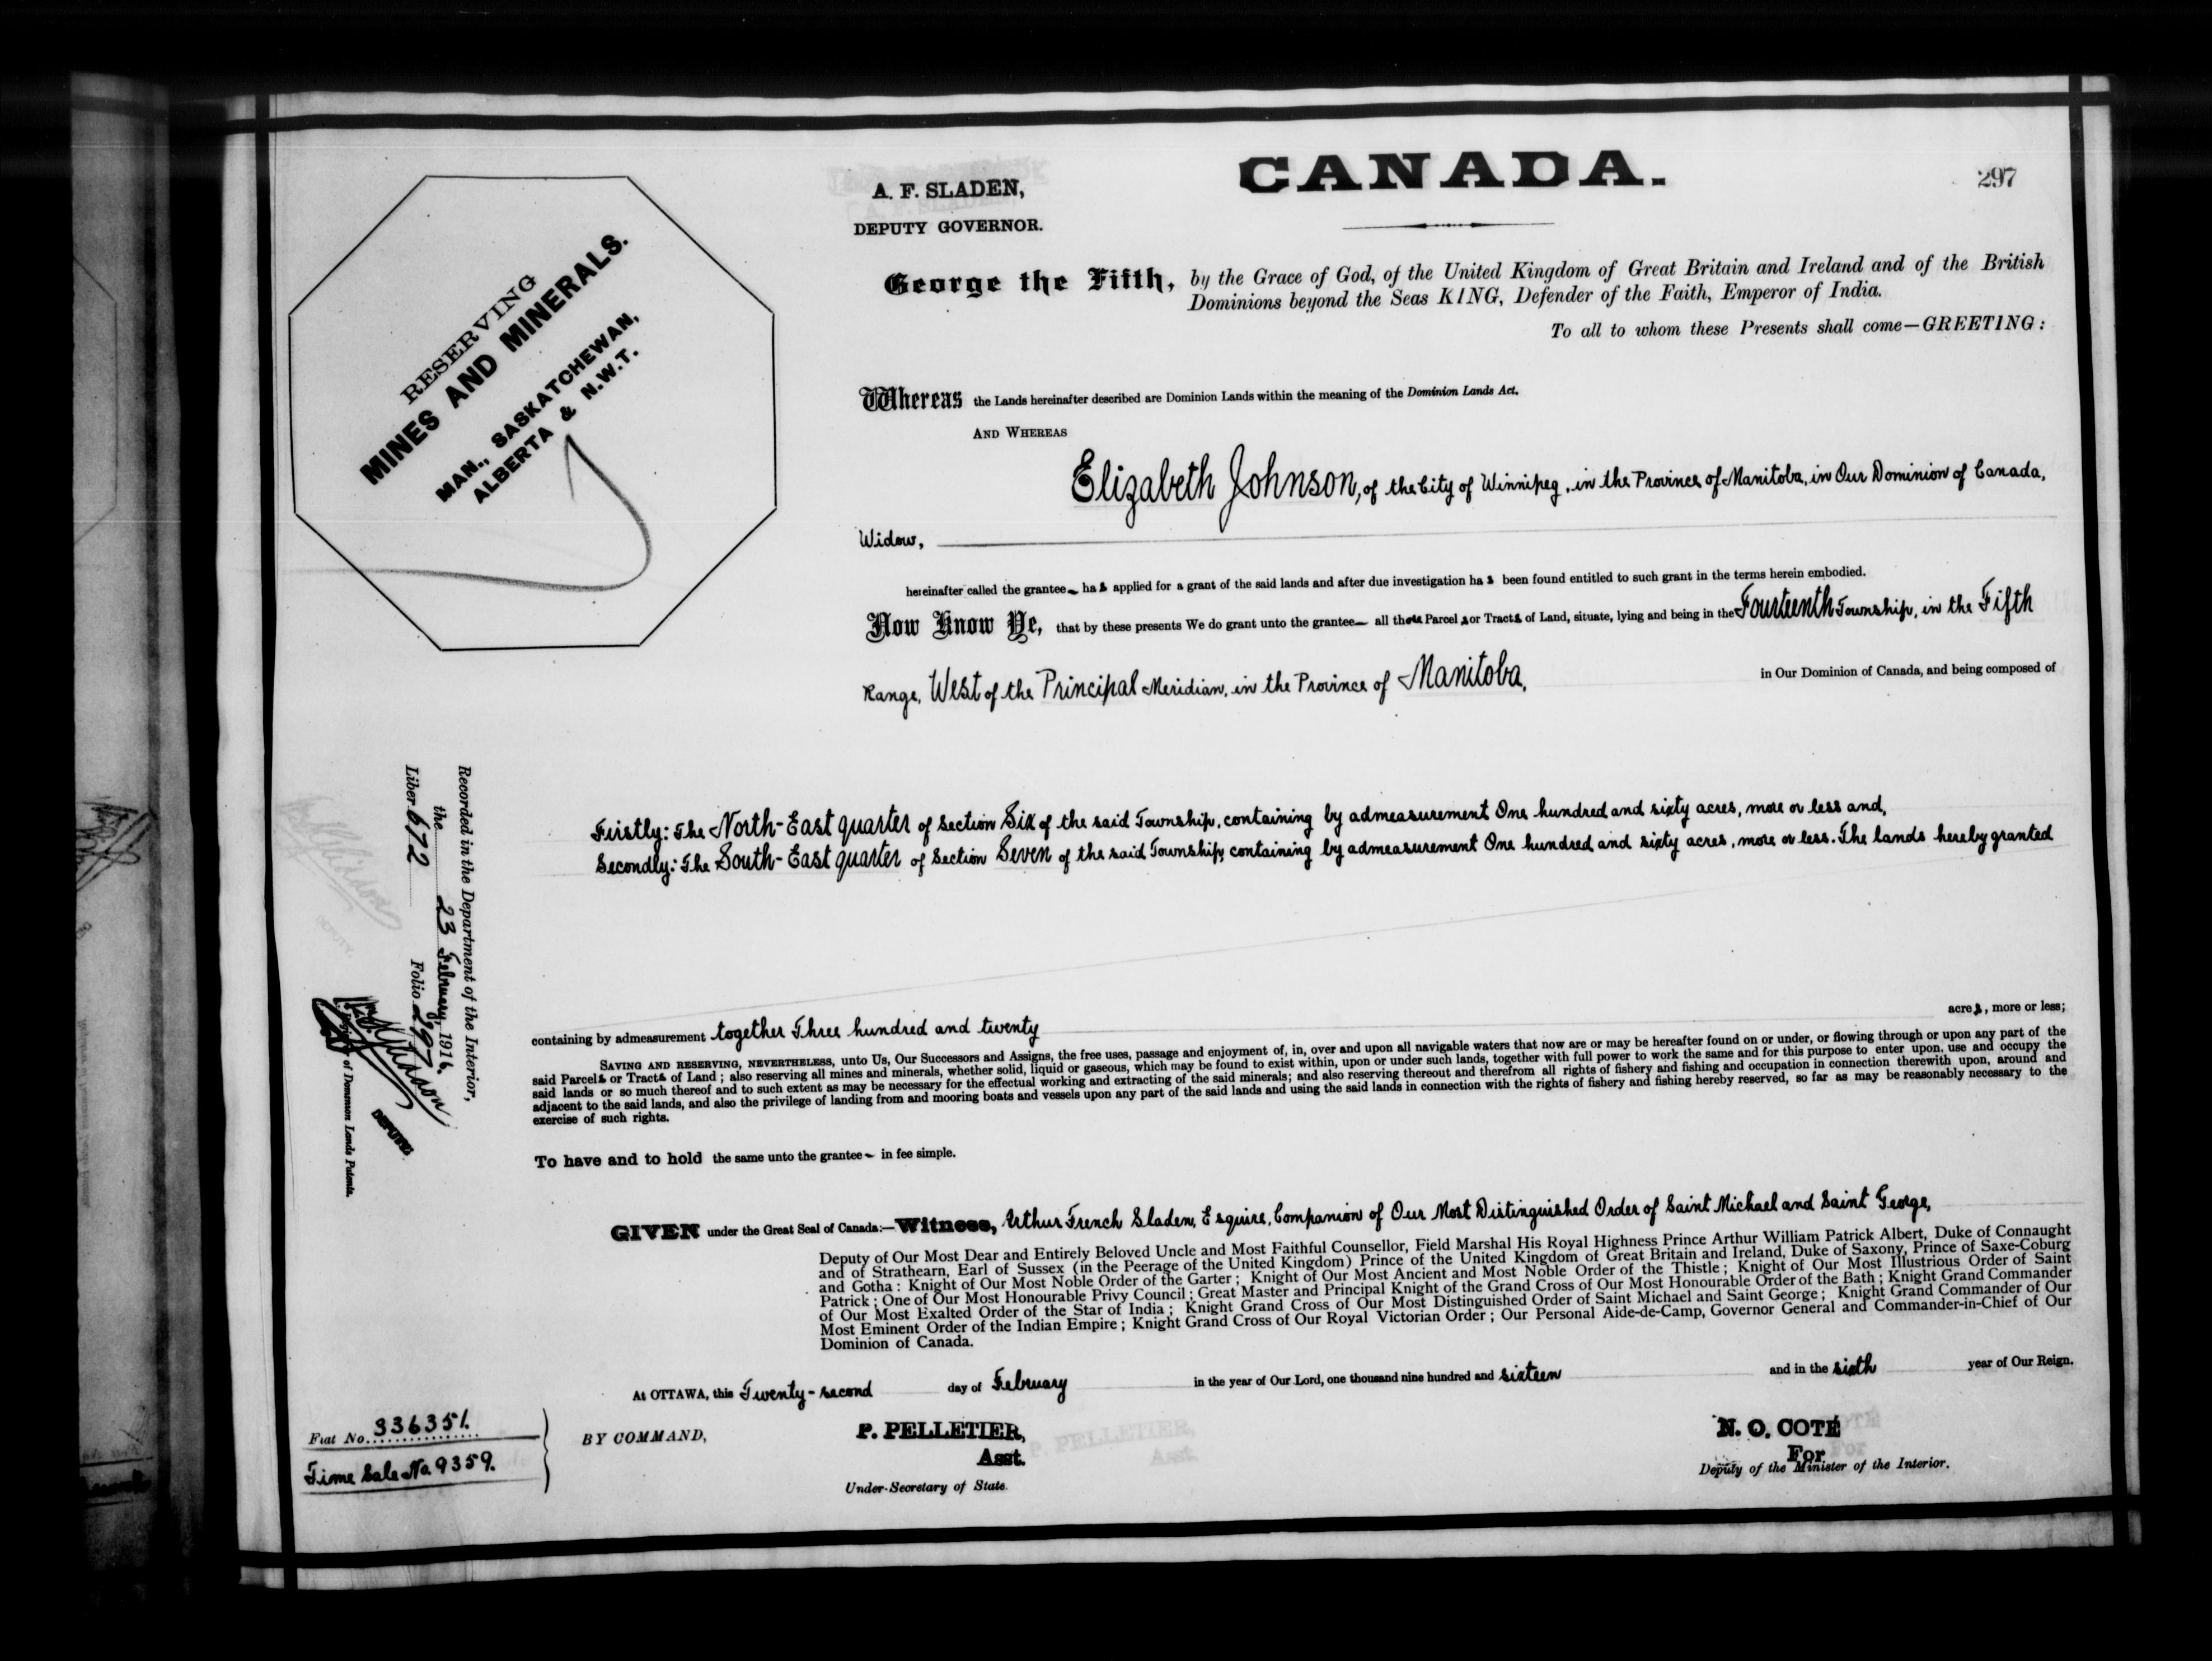 CANADA.
297
A. F. SLADEN,
DEPUTY GOVERNOR.
RESERVING
MINES AND MINERALS.
MAN., SASKATCHEWAN,
ALBERTA & N.W.T.
George the Fifth, by the Grace of God, of the United Kingdom of Great Britain and Ireland and of the British
Dominions beyond the Seas KING, Defender of the Faith, Emperor of India.
To all to whom these Presents shall come—GREETING:
Whereas the Lands hereinafter described are Dominion Lands within the meaning of the Dominion Lands Act.
AND WHEREAS
Elizabeth Johnson, of the City of Winnipeg, in the Province of Manitoba, in Our Dominion of Canada,
Widow,
hereinafter called the grantee has applied for a grant of the said lands and after due investigation has been found entitled to such grant in the terms herein embodied.
Now Know Ye, that by these presents We do grant unto the grantee all those Parcels or Tracts of Land, situate, lying and being in the Fourteenth Township, in the Fifth
Range, West of the Principal Meridian, in the Province of Manitoba, in Our Dominion of Canada, and being composed of
Firstly: The North-East quarter of Section Six of the said Township, containing by admeasurement One hundred and sixty acres, more or less and,
Secondly: The South-East quarter of Section Seven of the said Township, containing by admeasurement One hundred and sixty acres, more or less. The lands hereby granted
containing by admeasurement together Three hundred and twenty acres, more or less;
SAVING AND RESERVING, NEVERTHELESS, unto Us, Our Successors and Assigns, the free uses, passage and enjoyment of, in, over and upon all navigable waters that now are or may be hereafter found on or under, or flowing through or upon any part of the
said Parcels or Tracts of Land; also reserving all mines and minerals, whether solid, liquid or gaseous, which may be found to exist within, upon or under such lands, together with full power to work the same and for this purpose to enter upon, use and occupy the
said lands or so much thereof and to such extent as may be necessary for the effectual working and extracting of the said minerals; and also reserving thereout and therefrom all rights of fishery and fishing and occupation in connection therewith upon, around and
adjacent to the said lands, and also the privilege of landing from and mooring boats and vessels upon any part of the said lands and using the said lands in connection with the rights of fishery and fishing hereby reserved, so far as may be reasonably necessary to the
exercise of such rights.
To have and to hold the same unto the grantee in fee simple.
GIVEN under the Great Seal of Canada:—Witness, Arthur French Sladen, Esquire, Companion of Our Most Distinguished Order of Saint Michael and Saint George,
Deputy of Our Most Dear and Entirely Beloved Uncle and Most Faithful Counsellor, Field Marshal His Royal Highness Prince Arthur William Patrick Albert, Duke of Connaught
and of Strathearn, Earl of Sussex (in the Peerage of the United Kingdom) Prince of the United Kingdom of Great Britain and Ireland, Duke of Saxony, Prince of Saxe-Coburg
and Gotha: Knight of Our Most Noble Order of the Garter; Knight of Our Most Ancient and Most Noble Order of the Thistle; Knight of Our Most Illustrious Order of Saint
Patrick; One of Our Most Honourable Privy Council; Great Master and Principal Knight of the Grand Cross of Our Most Honourable Order of the Bath; Knight Grand Commander
of Our Most Exalted Order of the Star of India; Knight Grand Cross of Our Most Distinguished Order of Saint Michael and Saint George; Knight Grand Commander of Our
Most Eminent Order of the Indian Empire; Knight Grand Cross of Our Royal Victorian Order; Our Personal Aide-de-Camp, Governor General and Commander-in-Chief of Our
Dominion of Canada.
At OTTAWA, this Twenty-second day of February in the year of Our Lord, one thousand nine hundred and sixteen and in the sixth year of Our Reign.
BY COMMAND,
P. PELLETIER,
Asst.
Under-Secretary of State.
N. O. COTÉ
For
Deputy of the Minister of the Interior.
Fiat No. 336351.
Time Sale No. 9359.
Recorded in the Department of the Interior,
the 23 February, 1916,
Liber 672 Folio 297
DEPUTY
of Dominion Lands Patents.